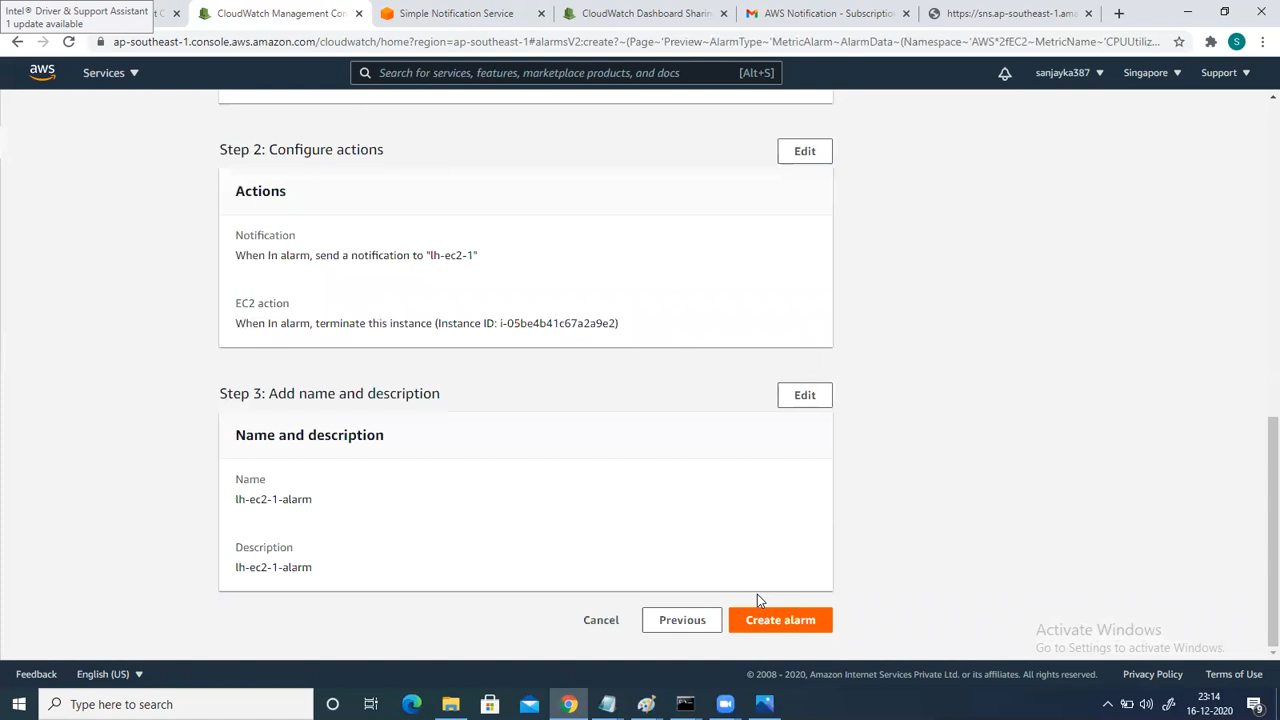 Intel® Driver & Support Assistant
1 update available
CloudWatch Management Con
Simple Notification Service
CloudWatch Dashboard Sharin
AWS Notification - Subscription
https://sns.ap-southeast-1.ama
ap-southeast-1.console.aws.amazon.com/cloudwatch/home?region=ap-southeast-1#alarmsV2:create?~(Page~'Preview~AlarmType~'MetricAlarm~AlarmData~(Namespace~'AWS*2fEC2~MetricName~'CPUUtiliz...
S
aws
Services
Search for services, features, marketplace products, and docs
[Alt+S]
sanjayka387
Singapore
Support
Step 2: Configure actions
Edit
Actions
Notification
When In alarm, send a notification to "lh-ec2-1"
EC2 action
When In alarm, terminate this instance (Instance ID: i-05be4b41c67a2a9e2)
Step 3: Add name and description
Edit
Name and description
Name
lh-ec2-1-alarm
Description
lh-ec2-1-alarm
Cancel
Previous
Create alarm
Activate Windows
Go to Settings to activate Windows.
Feedback
English (US)
© 2008 - 2020, Amazon Internet Services Private Ltd. or its affiliates. All rights reserved.
Privacy Policy
Terms of Use
Type here to search
23:14
16-12-2020
9